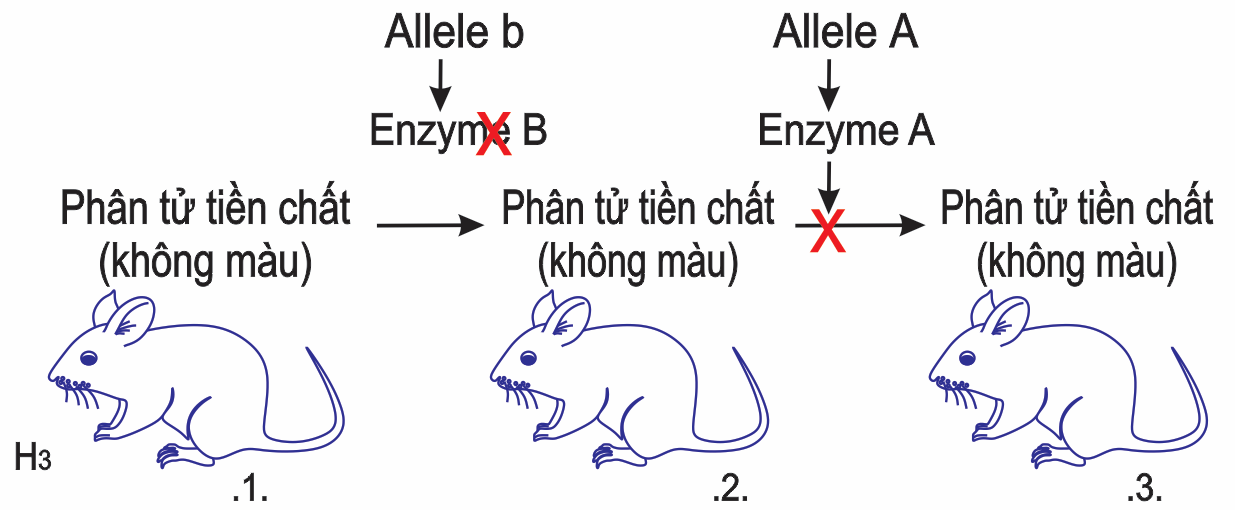 Allele b
Allele A
Enzyme B
X
Enzyme A
Phân tử tiền chất
(không màu)
Phân tử tiền chất
(không màu)
X
Phân tử tiền chất
(không màu)
H3
.1.
.2.
.3.